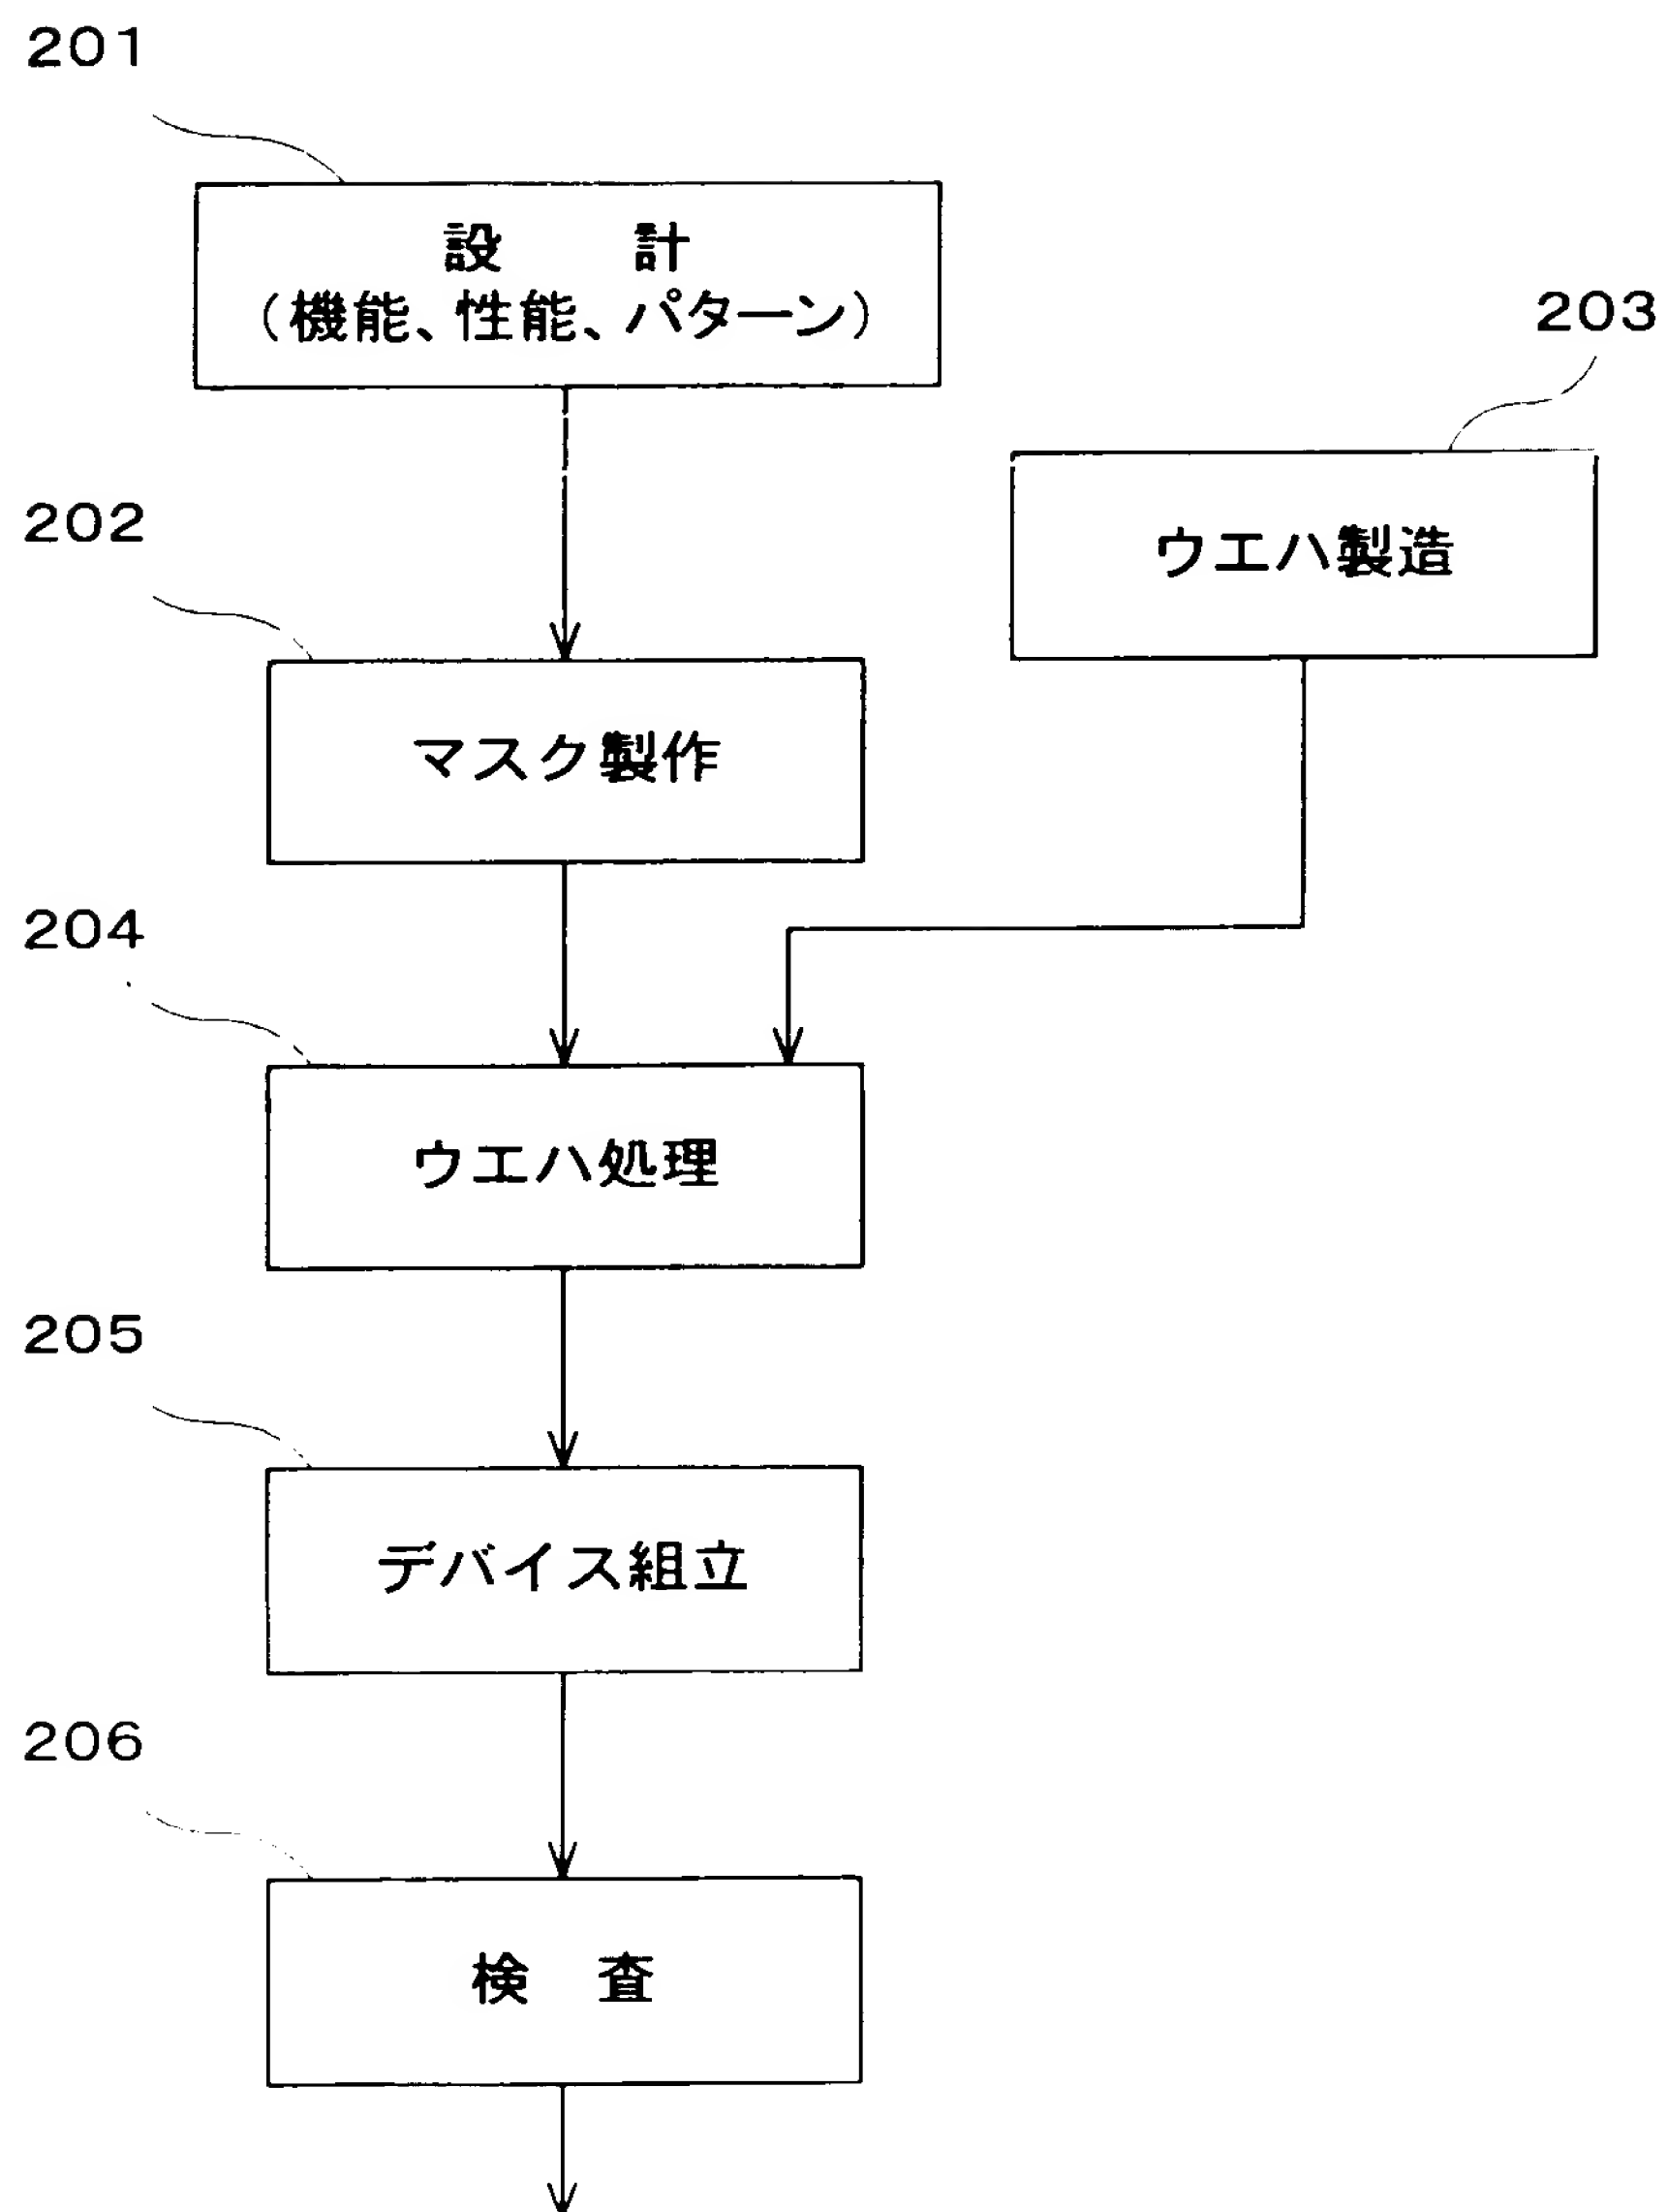 201
設 計
(機能、性能、パターン)
203
ウエハ製造
202
マスク製作
204
ウエハ処理
205
デバイス組立
206
検 査